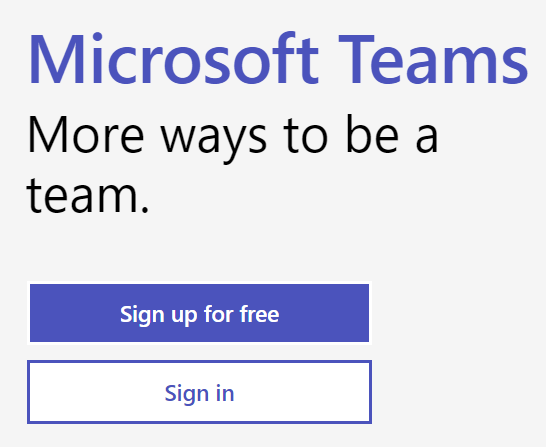 Microsoft Teams
More ways to be a
team.
Sign up for free
Sign in